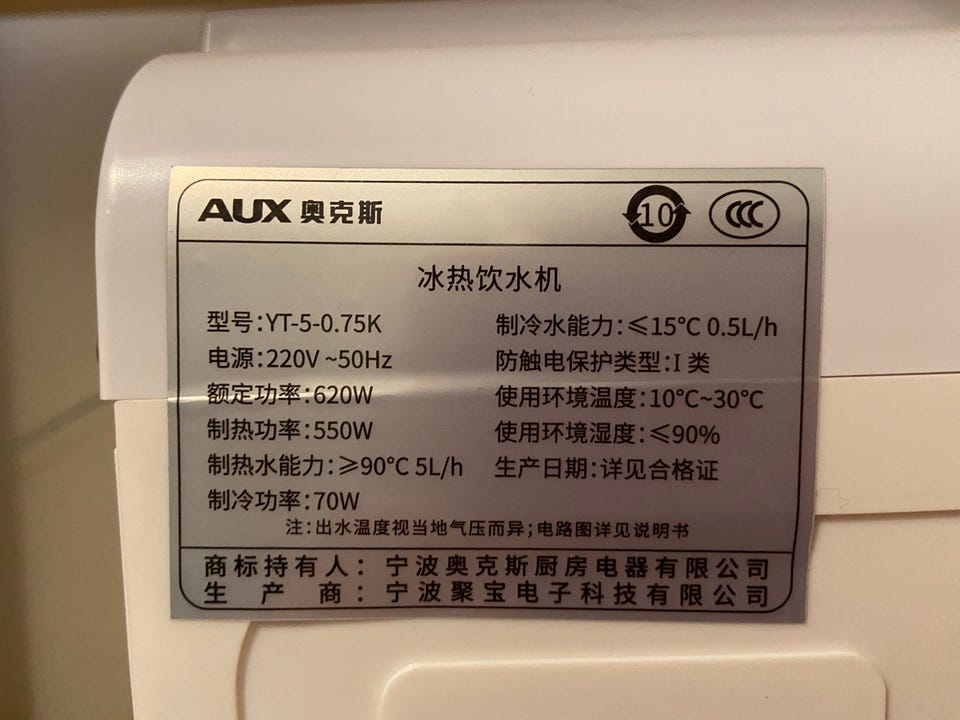 AUX 奥克斯 10 CCC
冰热饮水机
型号:YT-5-0.75K
电源:220V ~50Hz
额定功率:620W
制热功率:550W
制热水能力:≥90℃ 5L/h
制冷功率:70W
制冷水能力:≤15℃ 0.5L/h
防触电保护类型:I 类
使用环境温度:10℃~30℃
使用环境湿度:≤90%
生产日期:详见合格证
注:出水温度视当地气压而异;电路图详见说明书
商标持有人:宁波奥克斯厨房电器有限公司
生产商:宁波聚宝电子科技有限公司